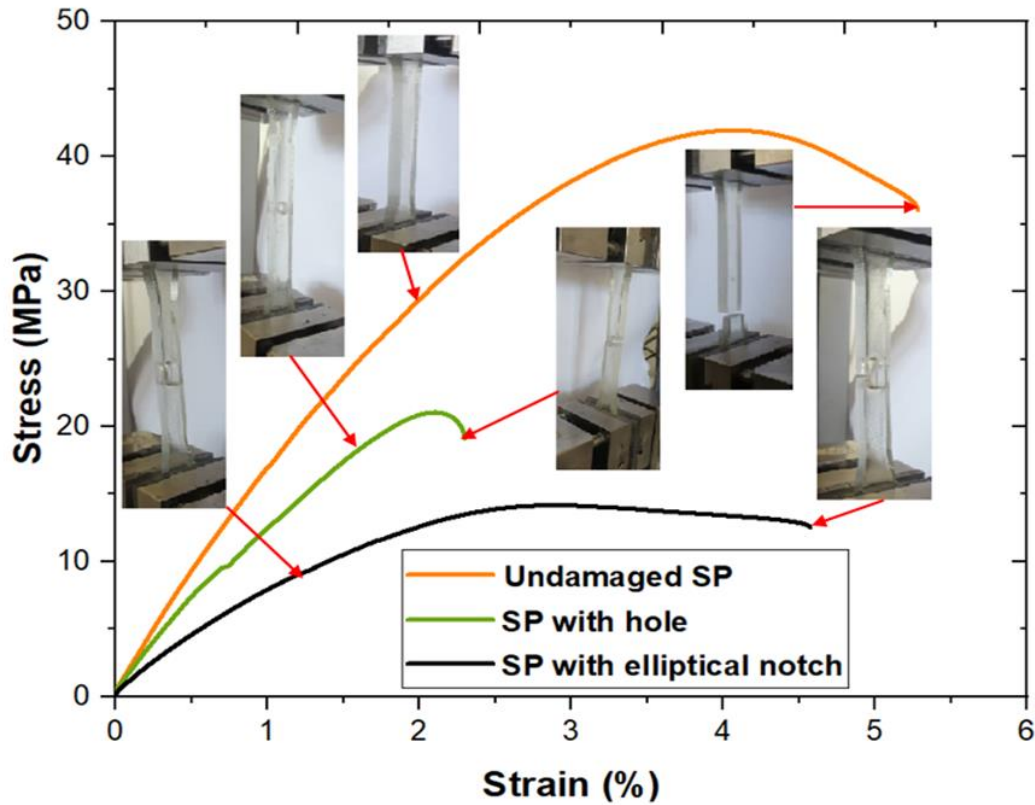 50
40
30
20
10
0
Stress (MPa)
Undamaged SP
SP with hole
SP with elliptical notch
0 1 2 3 4 5 6
Strain (%)